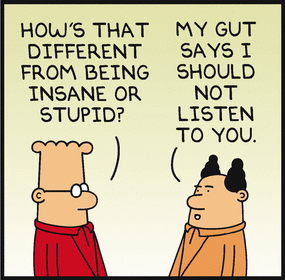 HOW'S THAT
DIFFERENT
FROM BEING
INSANE OR
STUPID?
MY GUT
SAYS I
SHOULD
NOT
LISTEN
TO YOU.